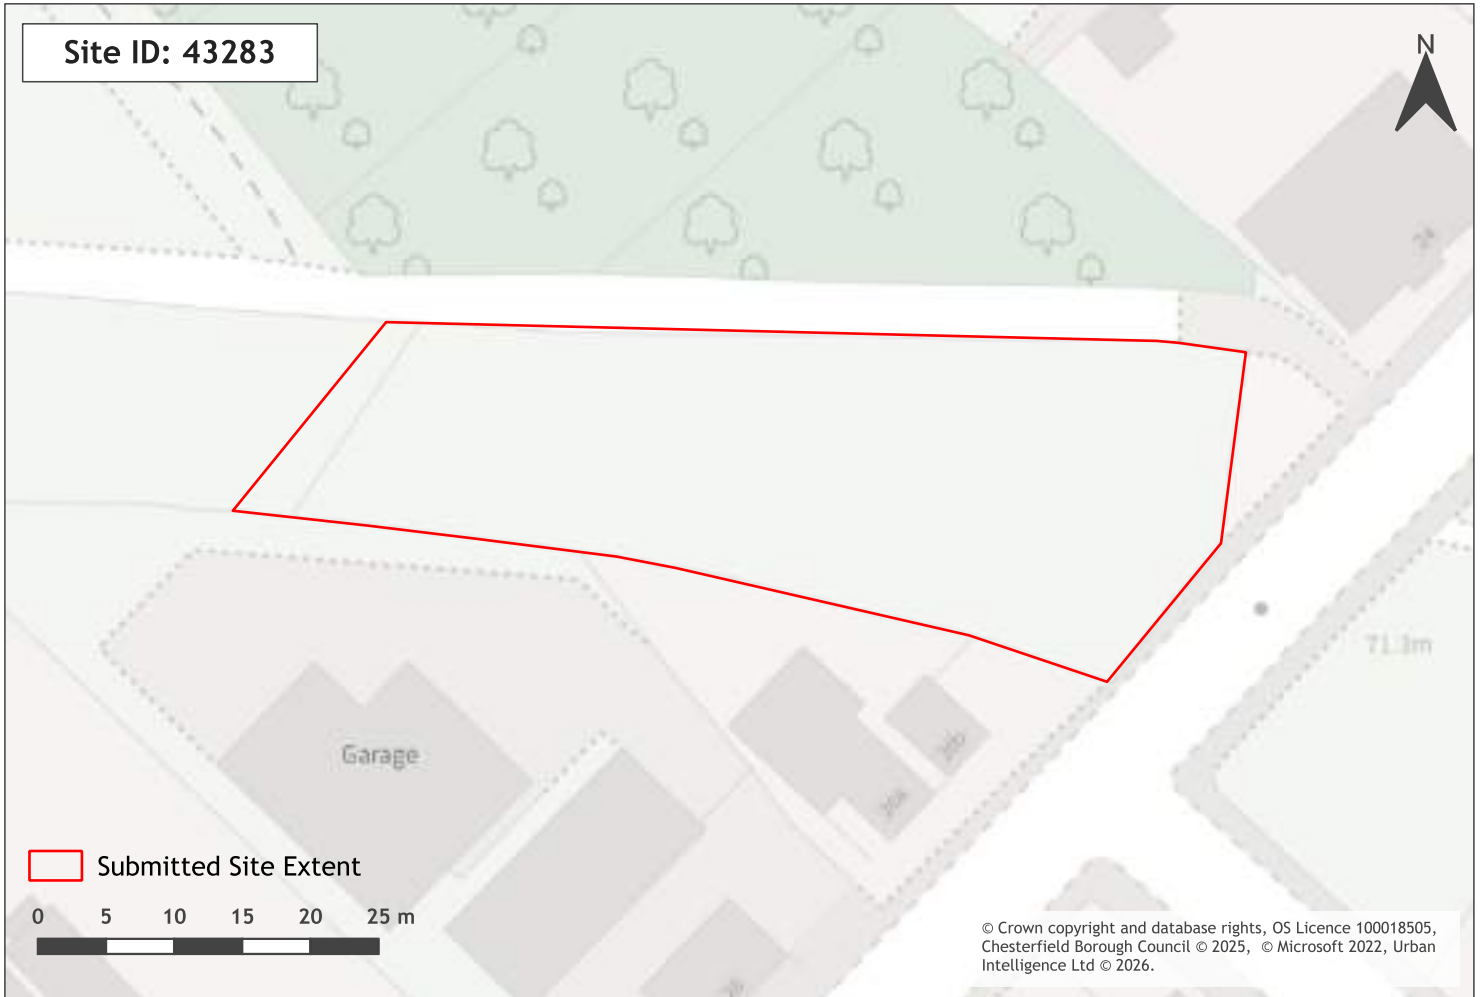 Site ID: 43283
N
24
71.3m
Garage
Submitted Site Extent
0 5 10 15 20 25 m
© Crown copyright and database rights, OS Licence 100018505,
Chesterfield Borough Council © 2025, © Microsoft 2022, Urban
Intelligence Ltd © 2026.